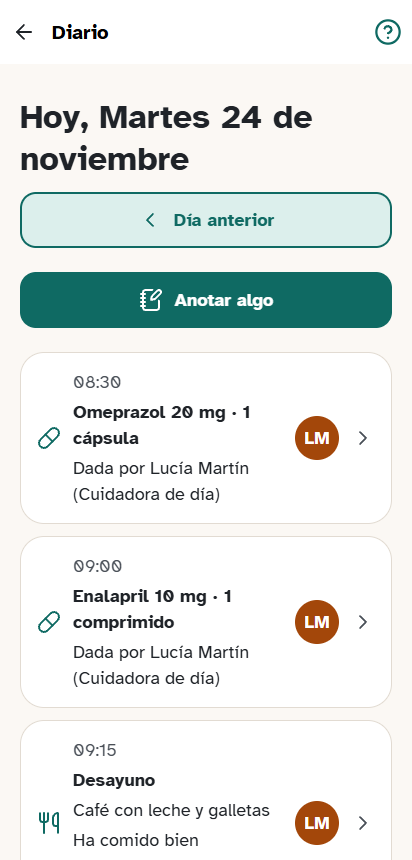 Diario
Hoy, Martes 24 de
noviembre
Día anterior
Anotar algo
08:30
Omeprazol 20 mg · 1
cápsula
Dada por Lucía Martín
(Cuidadora de día)
LM
09:00
Enalapril 10 mg · 1
comprimido
Dada por Lucía Martín
(Cuidadora de día)
LM
09:15
Desayuno
Café con leche y galletas
Ha comido bien
LM